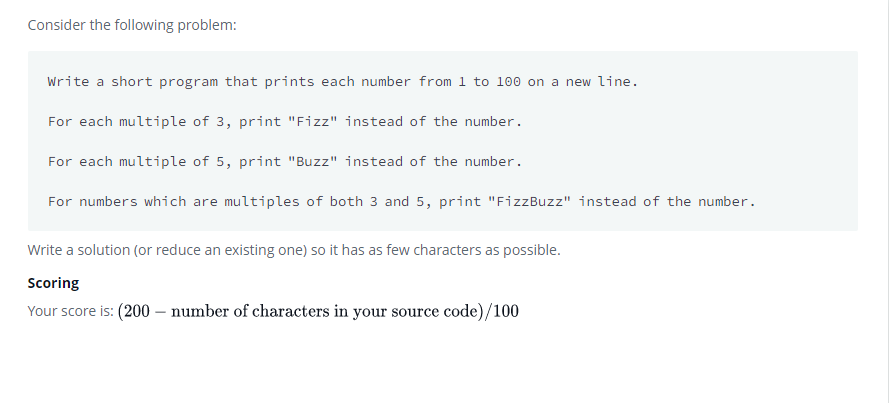 Consider the following problem:
Write a short program that prints each number from 1 to 100 on a new line.
For each multiple of 3, print "Fizz" instead of the number.
For each multiple of 5, print "Buzz" instead of the number.
For numbers which are multiples of both 3 and 5, print "FizzBuzz" instead of the number.
Write a solution (or reduce an existing one) so it has as few characters as possible.
Scoring
Your score is: (200 − number of characters in your source code)/100